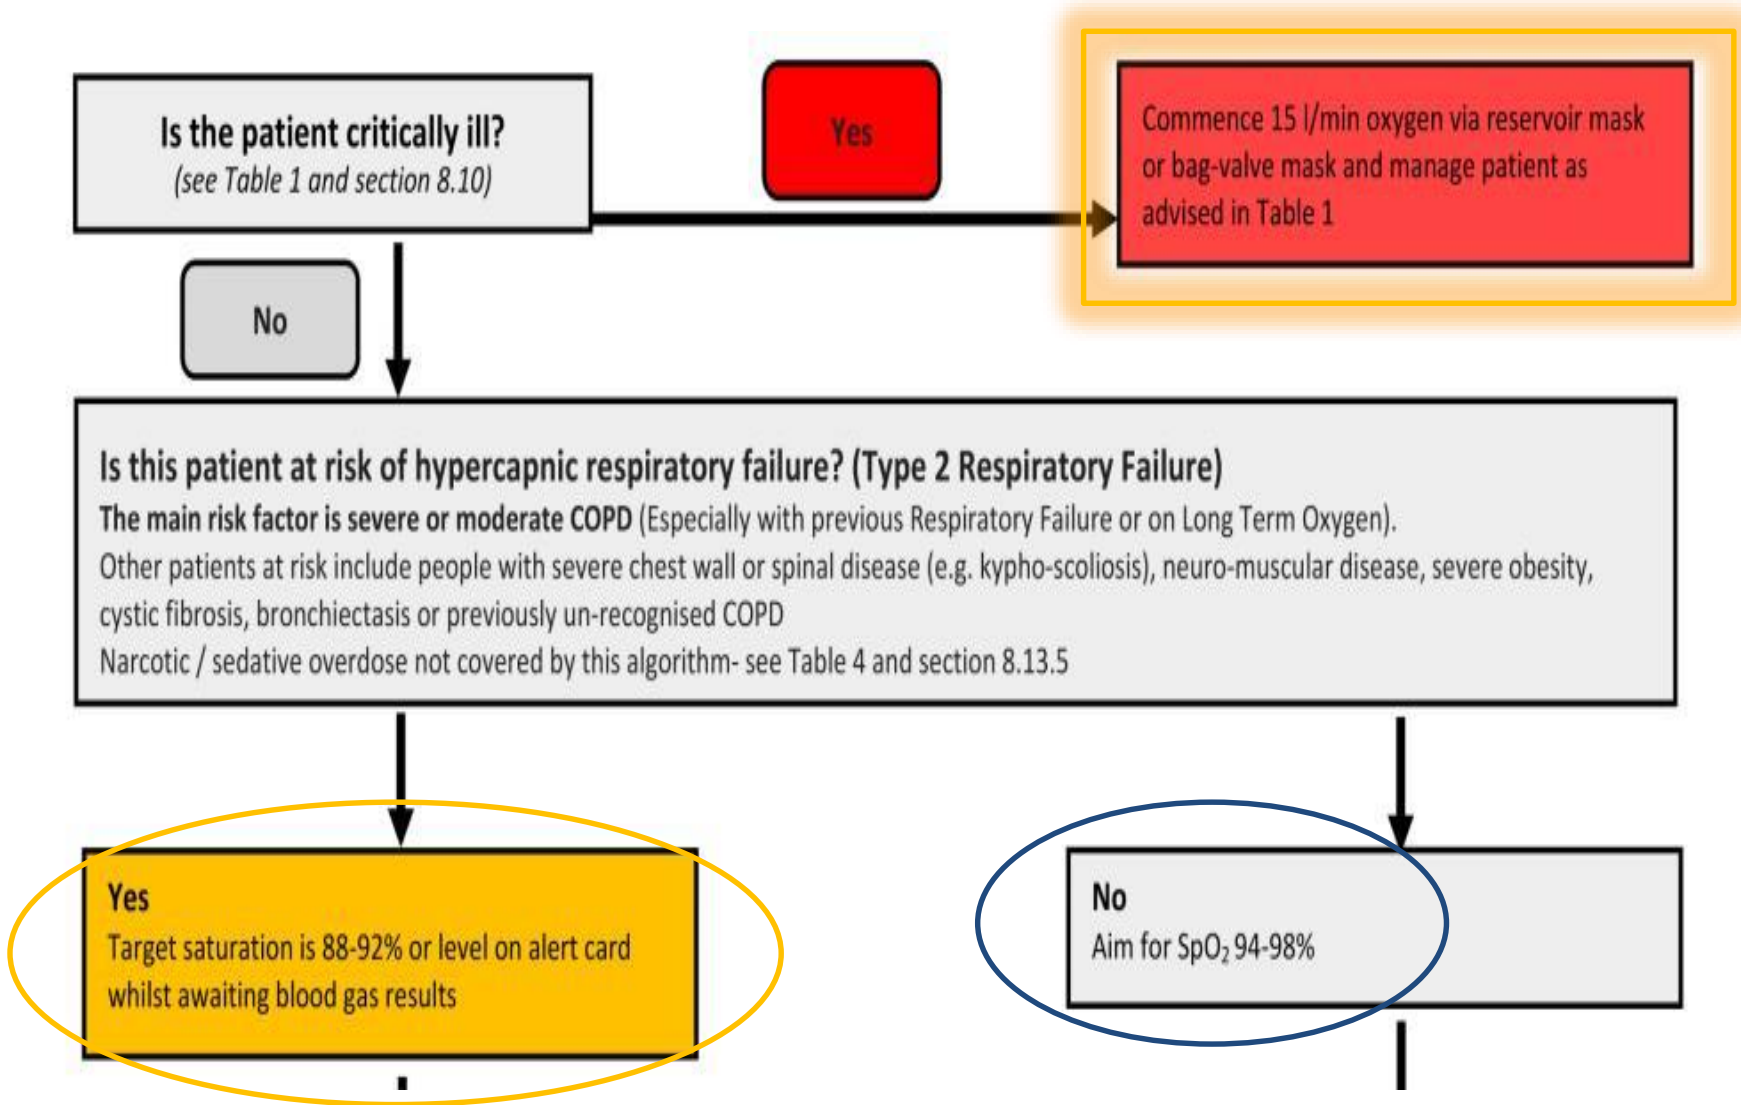 Is the patient critically ill?
(see Table 1 and section 8.10)
Yes
Commence 15 l/min oxygen via reservoir mask
or bag-valve mask and manage patient as
advised in Table 1
No
Is this patient at risk of hypercapnic respiratory failure? (Type 2 Respiratory Failure)
The main risk factor is severe or moderate COPD (Especially with previous Respiratory Failure or on Long Term Oxygen).
Other patients at risk include people with severe chest wall or spinal disease (e.g. kypho-scoliosis), neuro-muscular disease, severe obesity,
cystic fibrosis, bronchiectasis or previously un-recognised COPD
Narcotic / sedative overdose not covered by this algorithm- see Table 4 and section 8.13.5
Yes
Target saturation is 88-92% or level on alert card
whilst awaiting blood gas results
No
Aim for SpO₂ 94-98%